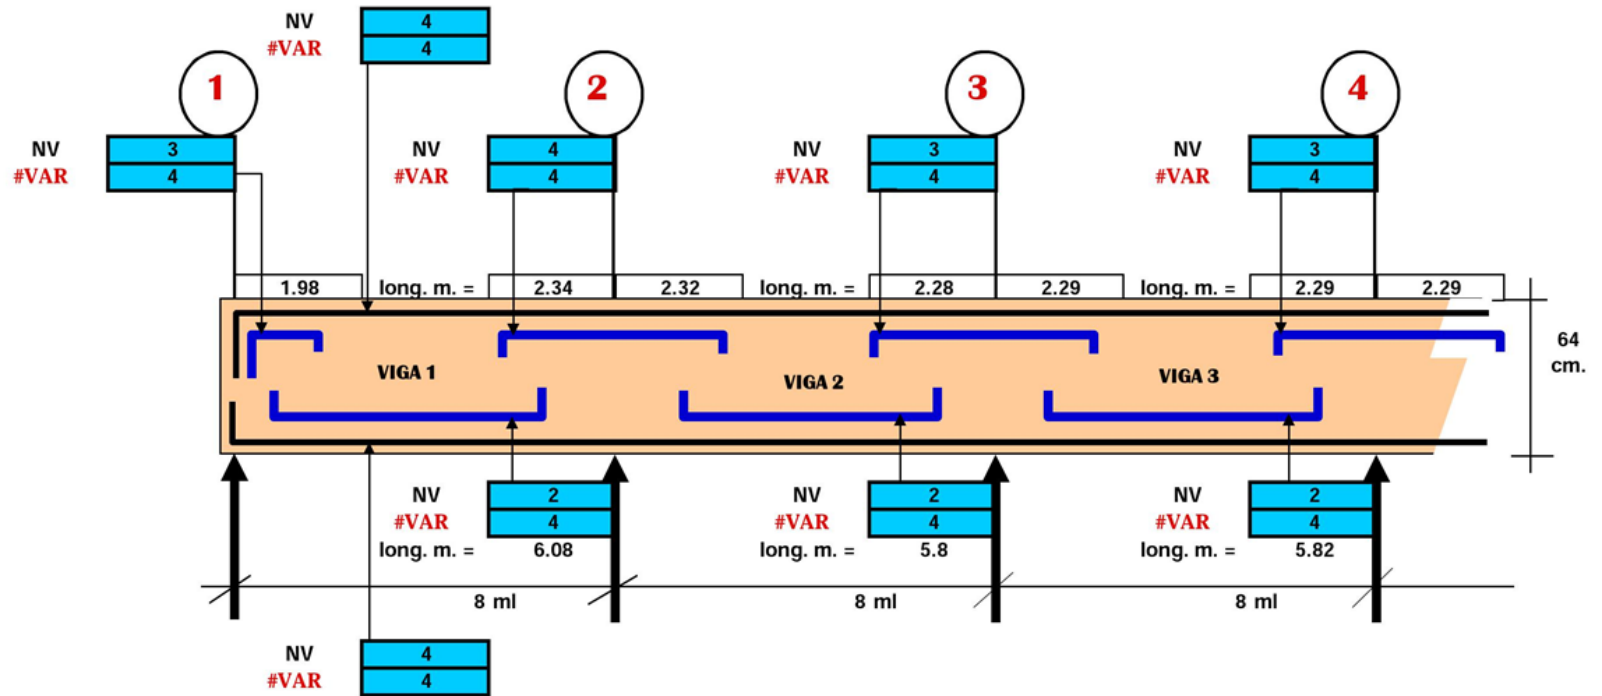 NV 4
#VAR 4
1 2 3 4
NV 3 NV 4 NV 3 NV 3
#VAR 4 #VAR 4 #VAR 4 #VAR 4
1.98 long. m. = 2.34 2.32 long. m. = 2.28 2.29 long. m. = 2.29 2.29
64
cm.
VIGA 1 VIGA 2 VIGA 3
NV 2 NV 2 NV 2
#VAR 4 #VAR 4 #VAR 4
long. m. = 6.08 long. m. = 5.8 long. m. = 5.82
8 ml 8 ml 8 ml
NV 4
#VAR 4